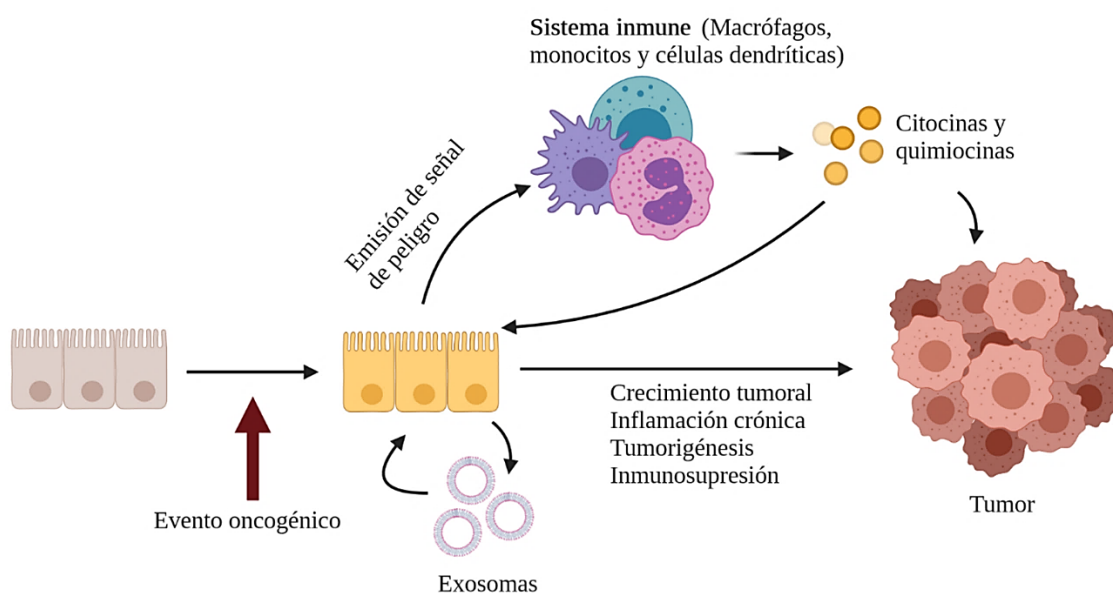 Sistema inmune (Macrófagos,
monocitos y células dendríticas)
Citocinas y
quimiocinas
Emisión de señal
de peligro
Crecimiento tumoral
Inflamación crónica
Tumorigénesis
Inmunosupresión
Evento oncogénico
Tumor
Exosomas